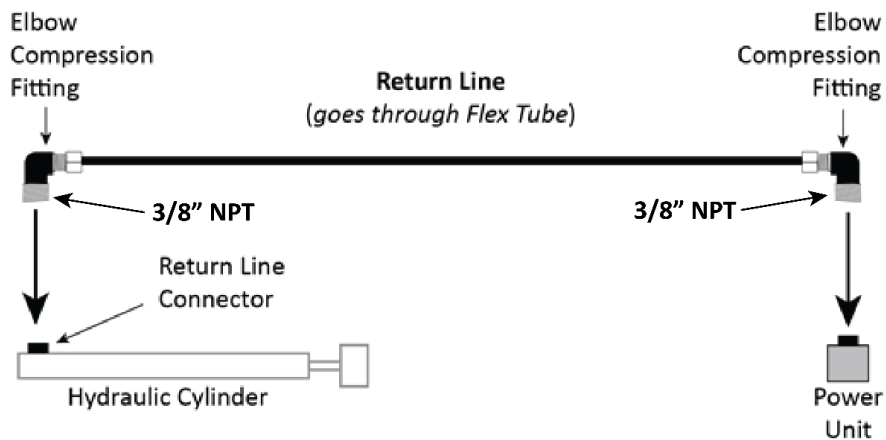 Elbow
Compression
Fitting
Elbow
Compression
Fitting
Return Line
(goes through Flex Tube)
3/8” NPT
3/8” NPT
Return Line
Connector
Hydraulic Cylinder
Power
Unit